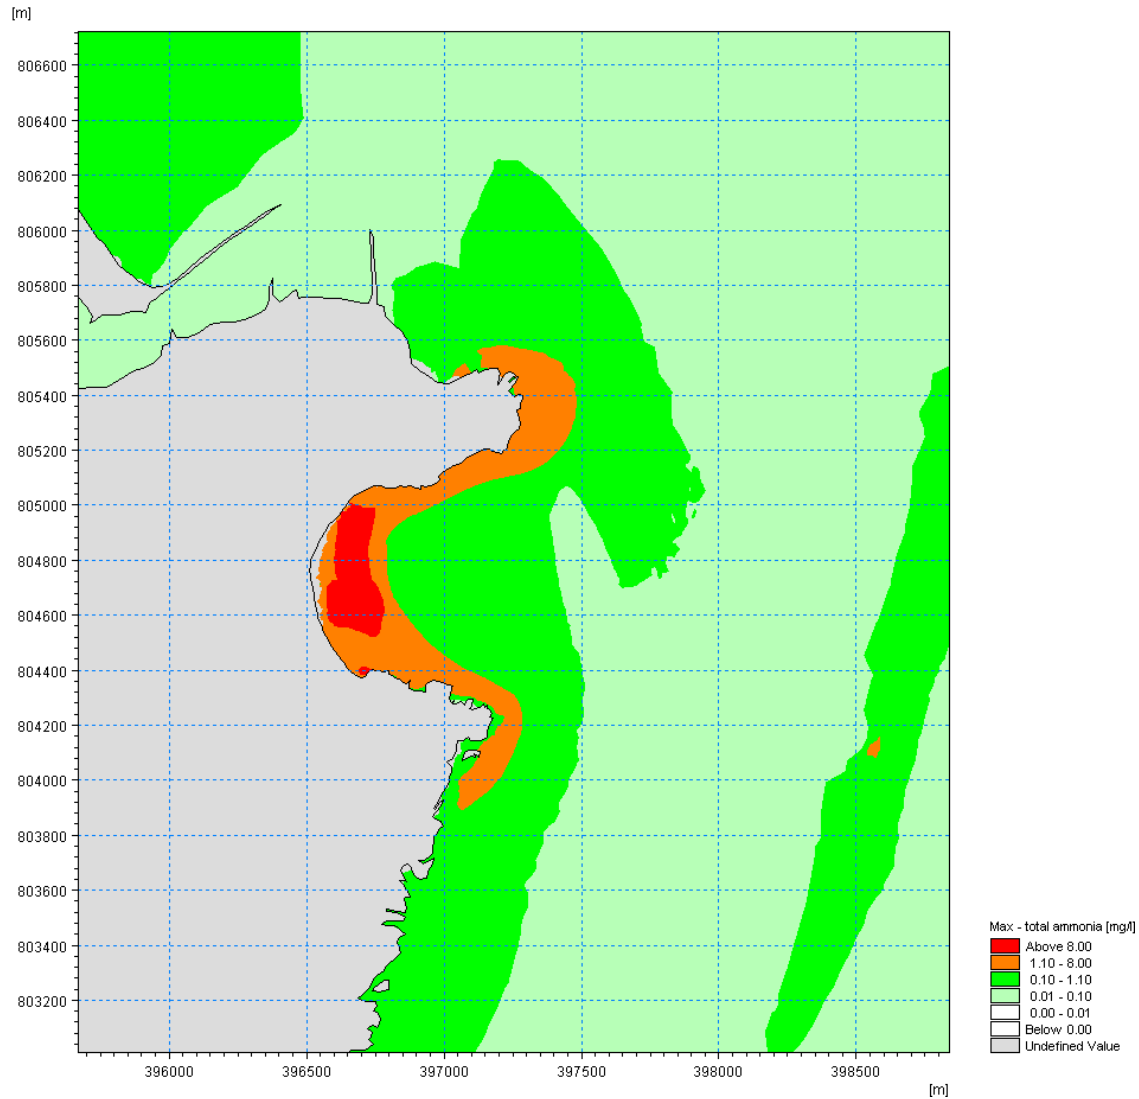 [m]
806600
806400
806200
806000
805800
805600
805400
805200
805000
804800
804600
804400
804200
804000
803800
803600
803400
803200
396000 396500 397000 397500 398000 398500
[m]
Max - total ammonia [mg/l]
Above 8.00
1.10 - 8.00
0.10 - 1.10
0.01 - 0.10
0.00 - 0.01
Below 0.00
Undefined Value